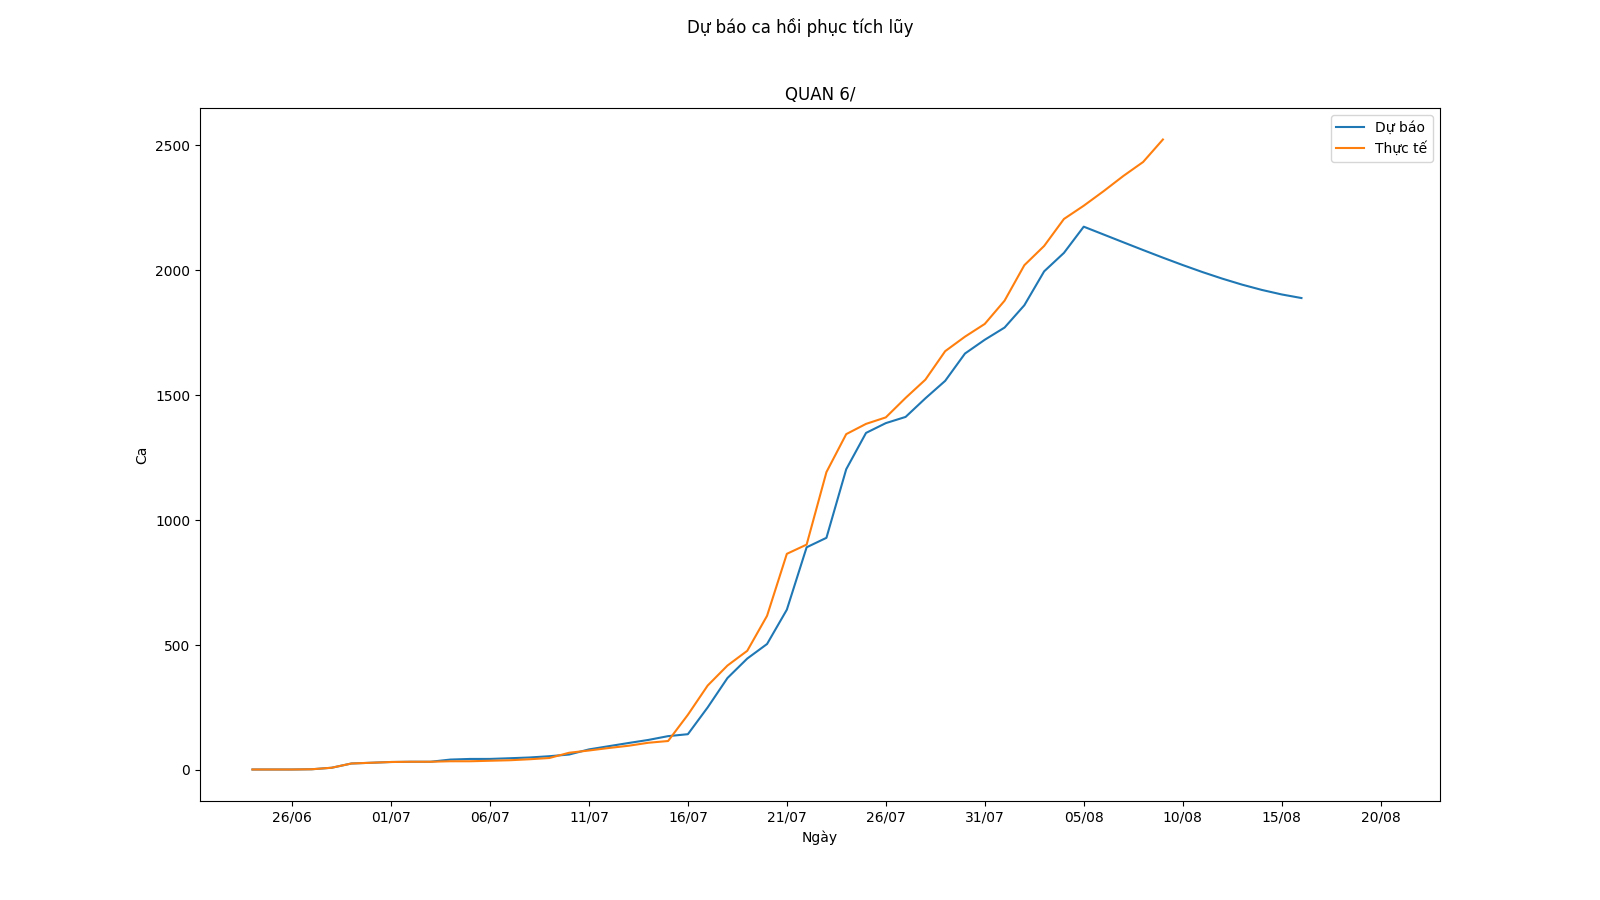 Dự báo ca hồi phục tích lũy
QUAN 6/
Dự báo
Thực tế
2500
2000
1500
1000
500
0
Ca
26/06 01/07 06/07 11/07 16/07 21/07 26/07 31/07 05/08 10/08 15/08 20/08
Ngày